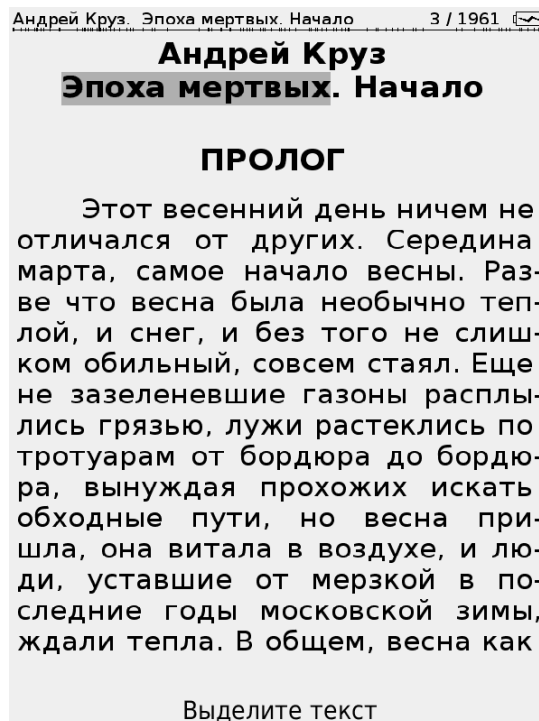 Андрей Круз. Эпоха мертвых. Начало 3 / 1961
Андрей Круз
Эпоха мертвых. Начало
ПРОЛОГ
Этот весенний день ничем не
отличался от других. Середина
марта, самое начало весны. Раз-
ве что весна была необычно теп-
лой, и снег, и без того не слиш-
ком обильный, совсем стаял. Еще
не зазеленевшие газоны расплы-
лись грязью, лужи растеклись по
тротуарам от бордюра до бордю-
ра, вынуждая прохожих искать
обходные пути, но весна при-
шла, она витала в воздухе, и лю-
ди, уставшие от мерзкой в по-
следние годы московской зимы,
ждали тепла. В общем, весна как
Выделите текст